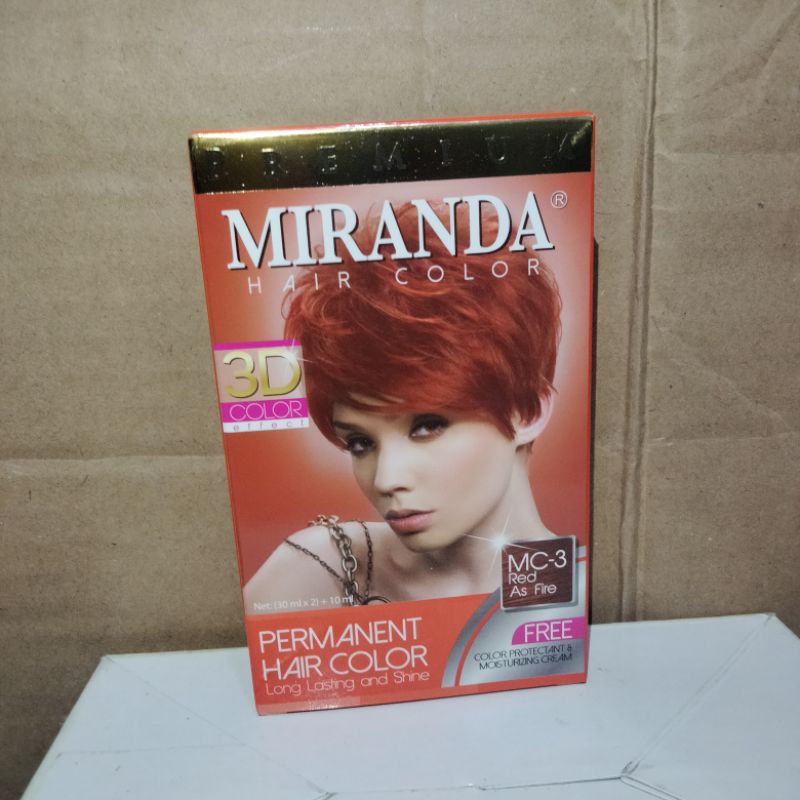 PREMIUM
MIRANDA®
HAIR COLOR
3D
COLOR
effect
MC-3
Red
As Fire
Net: (30 ml x 2) + 10 ml
PERMANENT
HAIR COLOR
Long Lasting and Shine
FREE
COLOR PROTECTANT &
MOISTURIZING CREAM